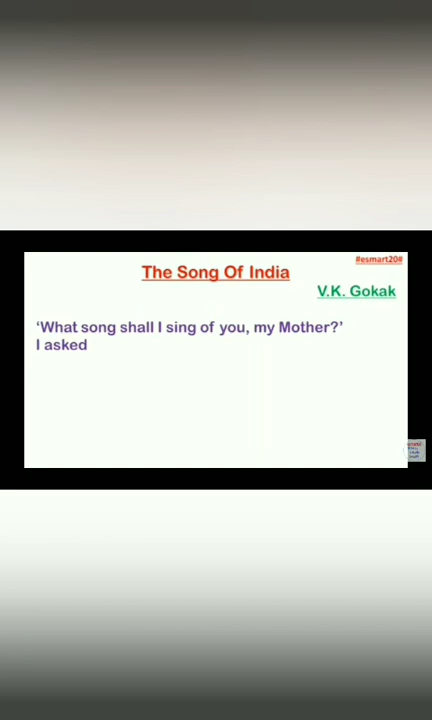 #esmart20#
The Song Of India
V.K. Gokak
‘What song shall I sing of you, my Mother?’
I asked